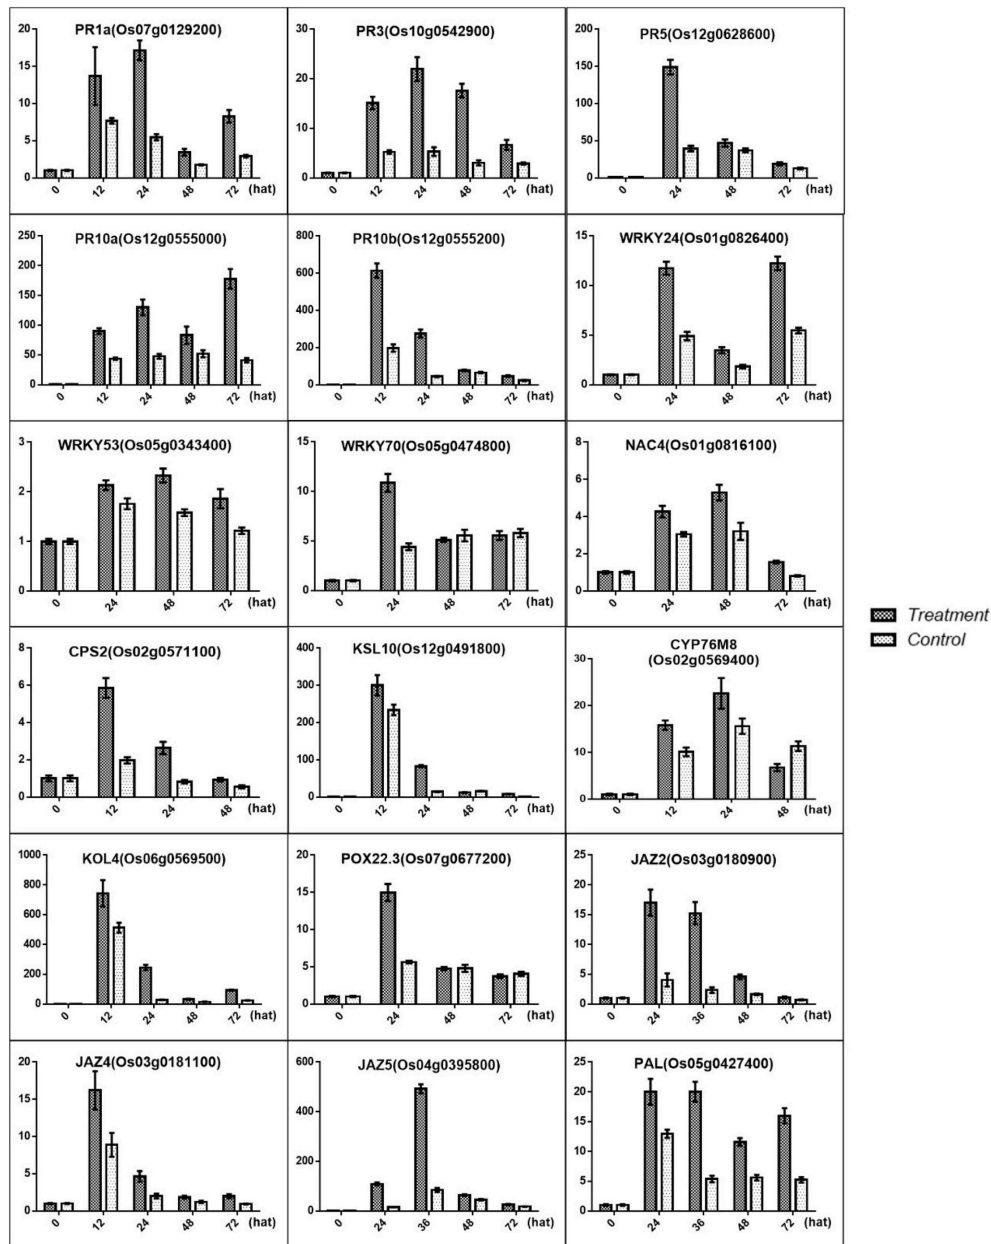 PR1a(Os07g0129200)
20
15
10
5
0
0 12 24 48 72 (hat)
PR3(Os10g0542900)
30
20
10
0
0 12 24 48 72 (hat)
PR5(Os12g0628600)
200
150
100
50
0
0 24 48 72 (hat)
PR10a(Os12g0555000)
250
200
150
100
50
0
0 12 24 48 72 (hat)
PR10b(Os12g0555200)
800
600
400
200
0
0 12 24 48 72 (hat)
WRKY24(Os01g0826400)
15
10
5
0
0 24 48 72 (hat)
WRKY53(Os05g0343400)
3
2
1
0
0 24 48 72 (hat)
WRKY70(Os05g0474800)
15
10
5
0
0 24 48 72 (hat)
NAC4(Os01g0816100)
8
6
4
2
0
0 24 48 72 (hat)
Treatment
Control
CPS2(Os02g0571100)
8
6
4
2
0
0 12 24 48 (hat)
KSL10(Os12g0491800)
400
300
200
100
0
0 12 24 48 72 (hat)
CYP76M8
(Os02g0569400)
30
20
10
0
0 12 24 48 (hat)
KOL4(Os06g0569500)
1000
800
600
400
200
0
0 12 24 48 72 (hat)
POX22.3(Os07g0677200)
20
15
10
5
0
0 24 48 72 (hat)
JAZ2(Os03g0180900)
25
20
15
10
5
0
0 24 36 48 72 (hat)
JAZ4(Os03g0181100)
20
15
10
5
0
0 12 24 48 72 (hat)
JAZ5(Os04g0395800)
600
400
200
0
0 24 36 48 72 (hat)
PAL(Os05g0427400)
25
20
15
10
5
0
0 24 36 48 72 (hat)